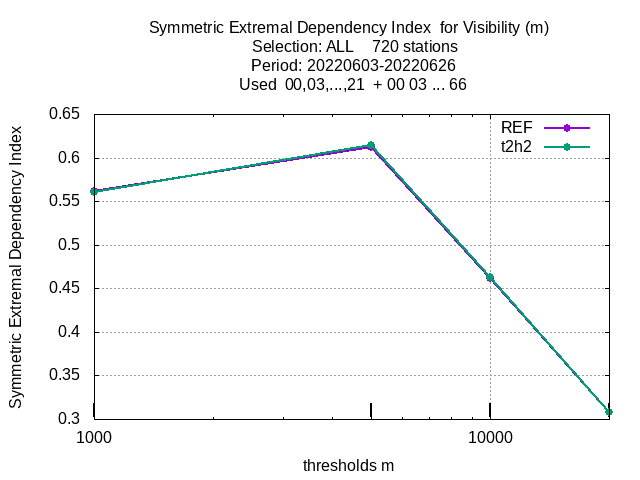 Symmetric Extremal Dependency Index  for Visibility (m)
Selection: ALL    720 stations
Period: 20220603-20220626
Used  00,03,...,21  + 00 03 ... 66
REF
t2h2
0.65
0.6
0.55
0.5
0.45
0.4
0.35
0.3
Symmetric Extremal Dependency Index
1000
10000
thresholds m